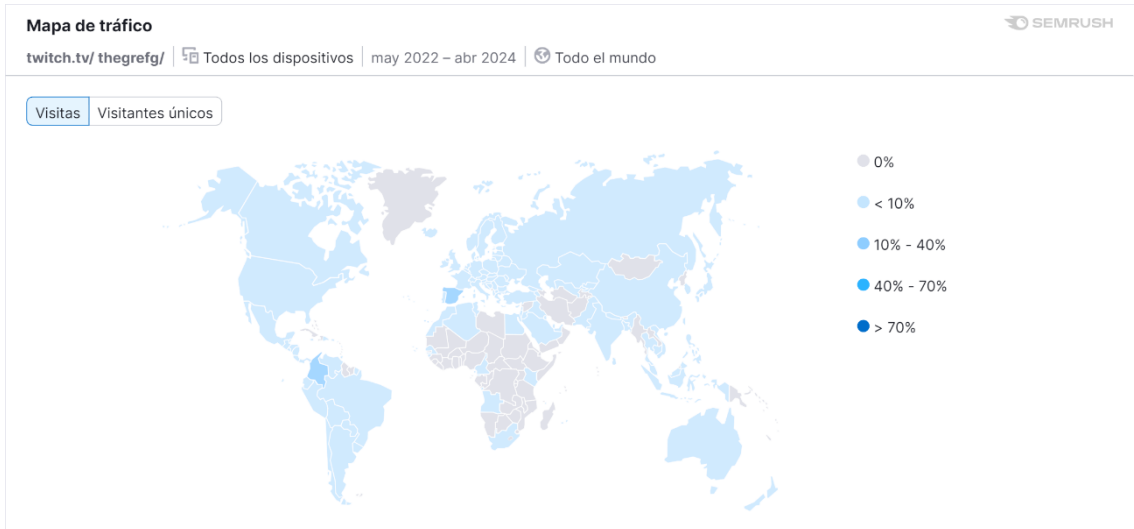 Mapa de tráfico
SEMRUSH
twitch.tv/ thegrefg/ Todos los dispositivos may 2022 – abr 2024 Todo el mundo
Visitas Visitantes únicos
0%
< 10%
10% - 40%
40% - 70%
> 70%